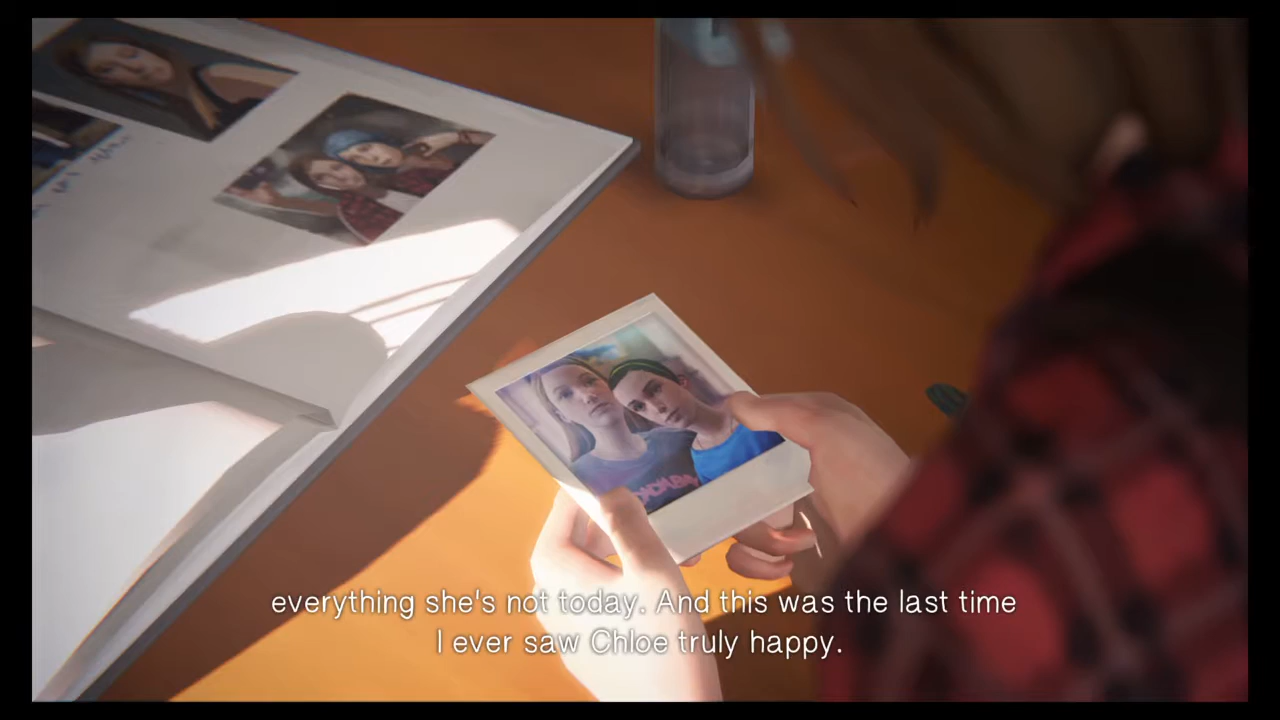 everything she's not today. And this was the last time
I ever saw Chloe truly happy.